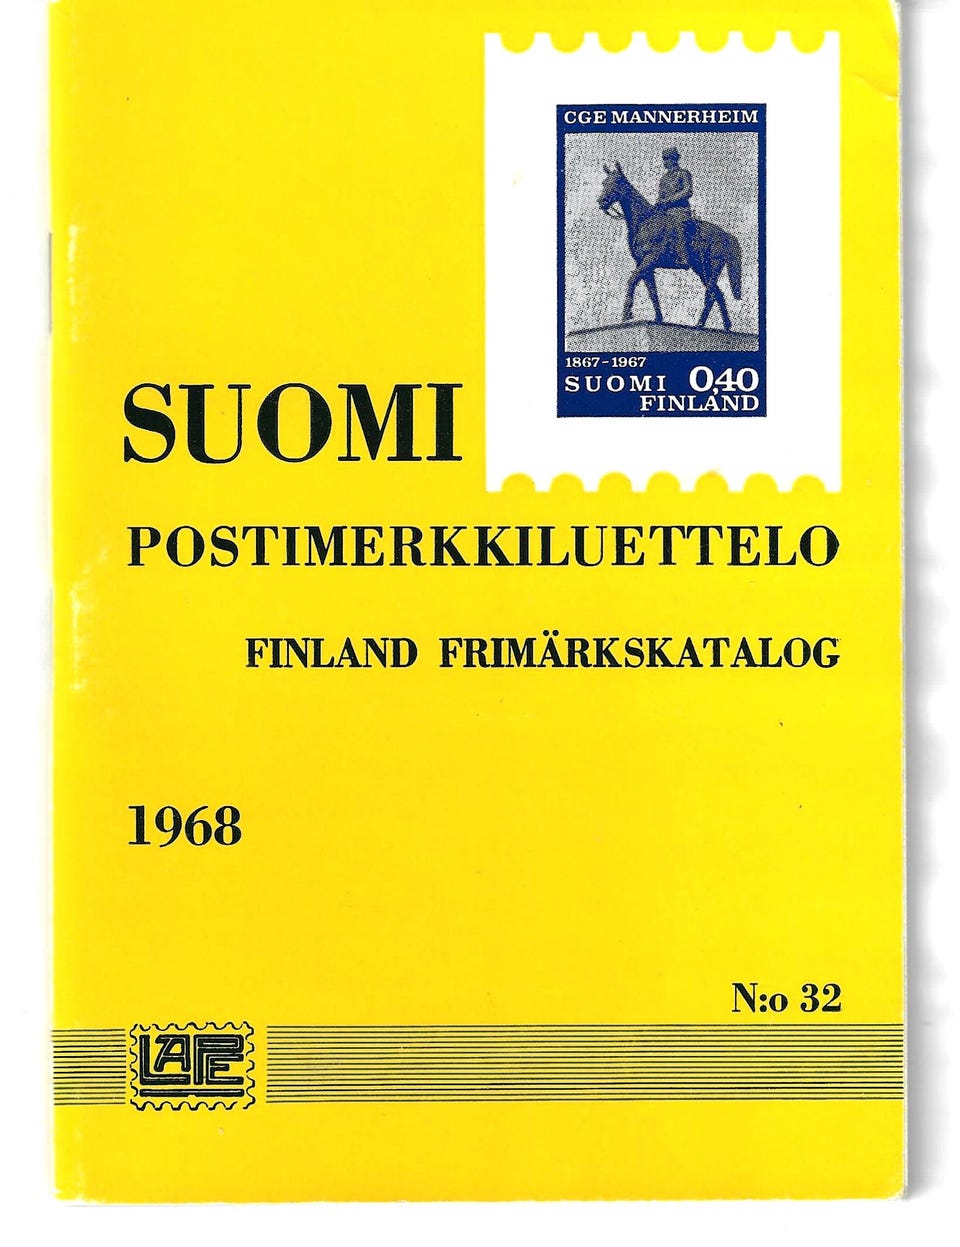 CGE MANNERHEIM
1867-1967
SUOMI 0,40
FINLAND
SUOMI
POSTIMERKKILUETTELO
FINLAND FRIMÄRKSKATALOG
1968
N:o 32
LAPE